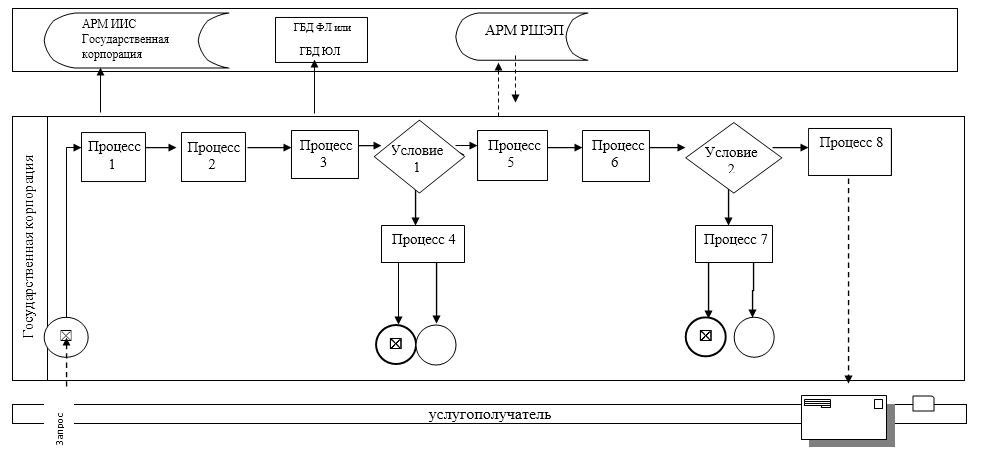 АРМ ИИС
Государственная
корпорация
ГБД ФЛ или
ГБД ЮЛ
АРМ РШЭП
Государственная корпорация
Процесс
1
Процесс
2
Процесс
3
Условие
1
Процесс
5
Процесс
6
Условие
2
Процесс 8
Процесс 4
Процесс 7
Запрос
услугополучатель